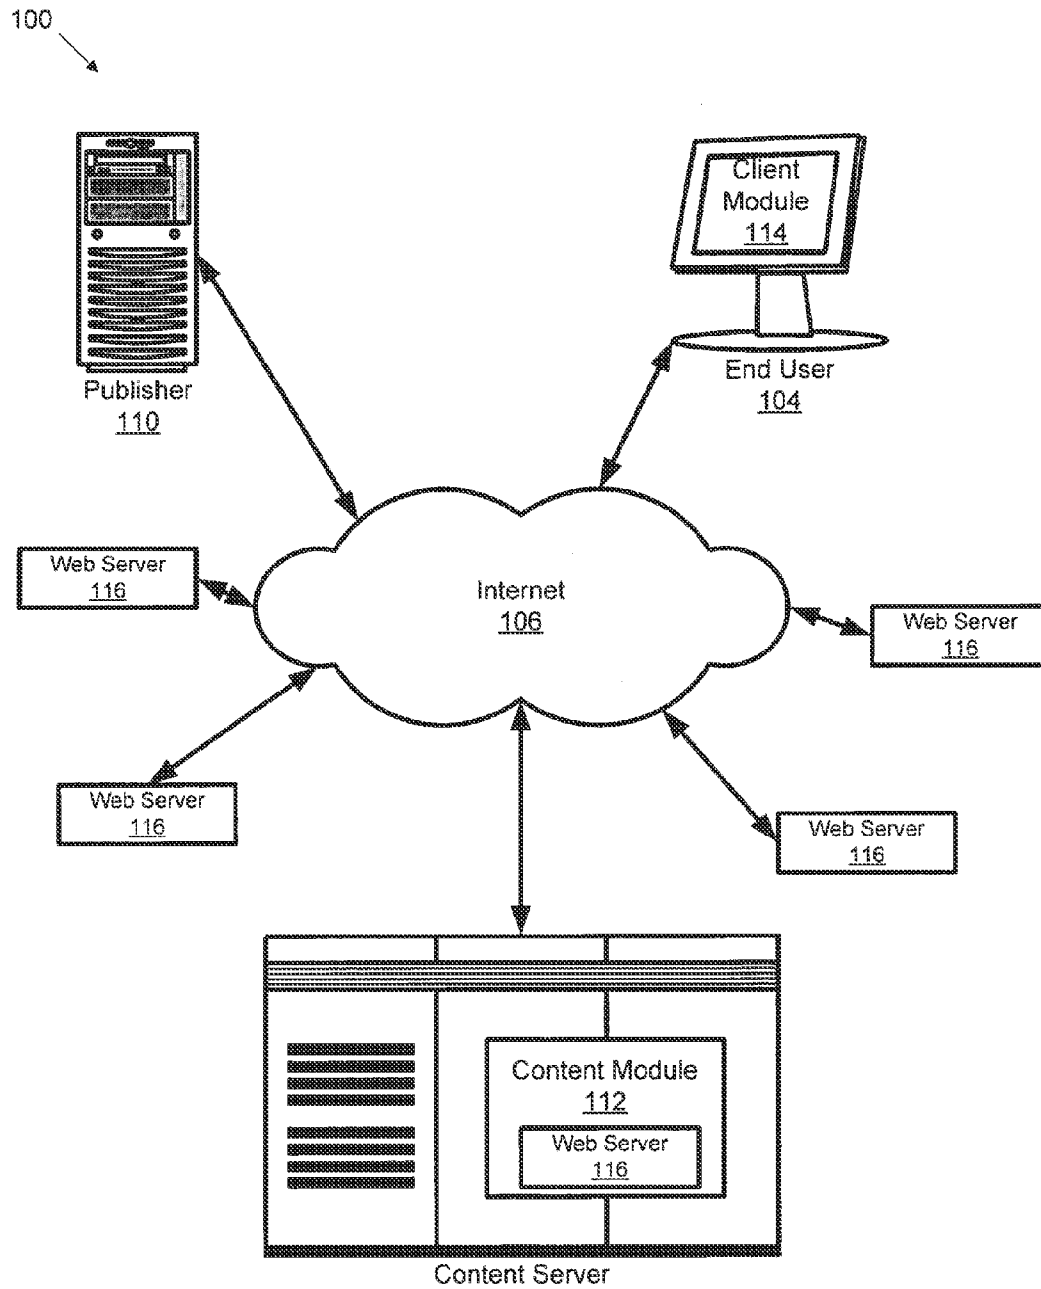 100
Client
Module
114
Publisher
110
End User
104
Web Server
116
Internet
106
Web Server
116
Web Server
116
Web Server
116
Content Module
112
Web Server
116
Content Server